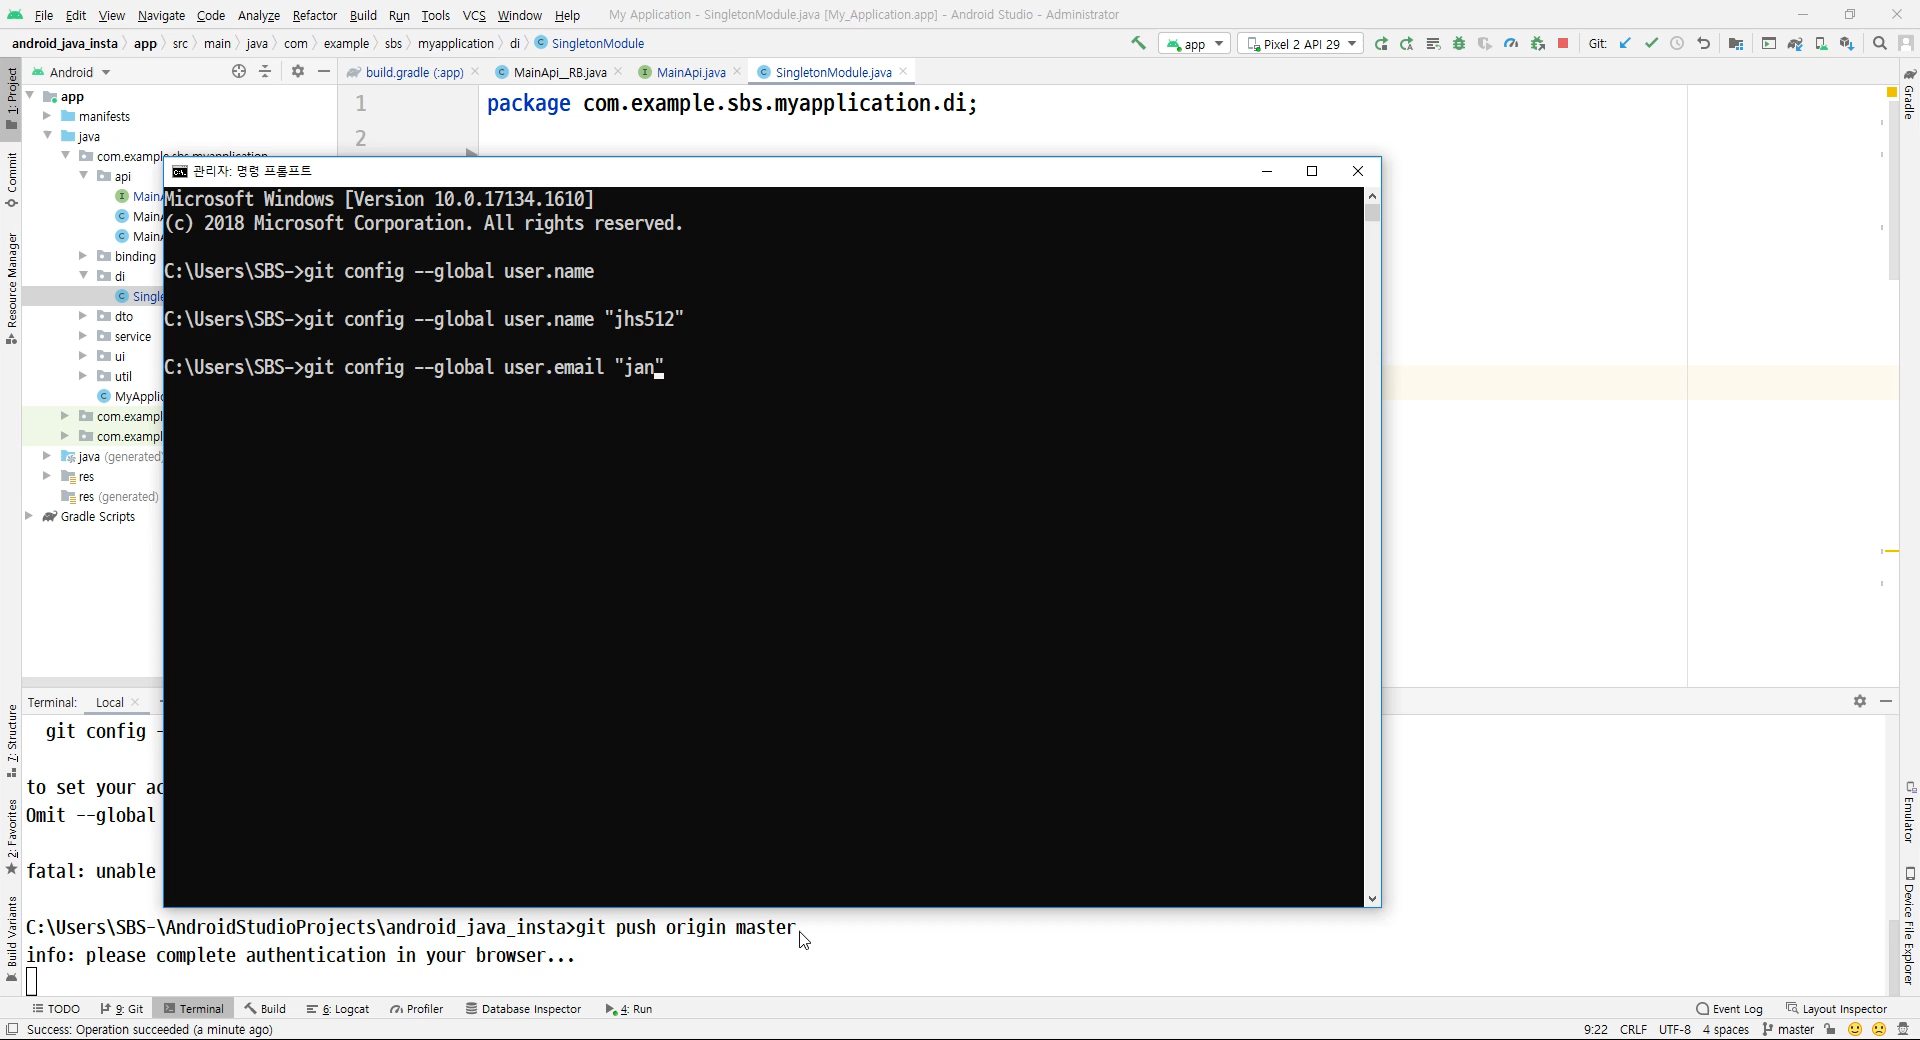 File Edit View Navigate Code Analyze Refactor Build Run Tools VCS Window Help My Application - SingletonModule.java [My_Application.app] - Android Studio - Administrator
android_java_insta app src main java com example sbs myapplication di SingletonModule app Pixel 2 API 29 Git:
1: Project Android build.gradle (:app) MainApi_RB.java MainApi.java SingletonModule.java Gradle
app
manifests
java
com.example.sbs.myapplication
api
Main
Main
Main
binding
di
Single
dto
service
ui
util
MyApplic
com.exampl
com.exampl
java (generated)
res
res (generated)
Gradle Scripts
Commit
Resource Manager
1 package com.example.sbs.myapplication.di;
2
관리자: 명령 프롬프트
Microsoft Windows [Version 10.0.17134.1610]
(c) 2018 Microsoft Corporation. All rights reserved.
C:\Users\SBS->git config --global user.name
C:\Users\SBS->git config --global user.name "jhs512"
C:\Users\SBS->git config --global user.email "jan"
Terminal: Local
git config -
to set your ac
Omit --global
fatal: unable
C:\Users\SBS-\AndroidStudioProjects\android_java_insta>git push origin master
info: please complete authentication in your browser...
7: Structure
2: Favorites
Build Variants
Emulator
Device File Explorer
TODO 9: Git Terminal Build 6: Logcat Profiler Database Inspector 4: Run Event Log Layout Inspector
Success: Operation succeeded (a minute ago) 9:22 CRLF UTF-8 4 spaces master